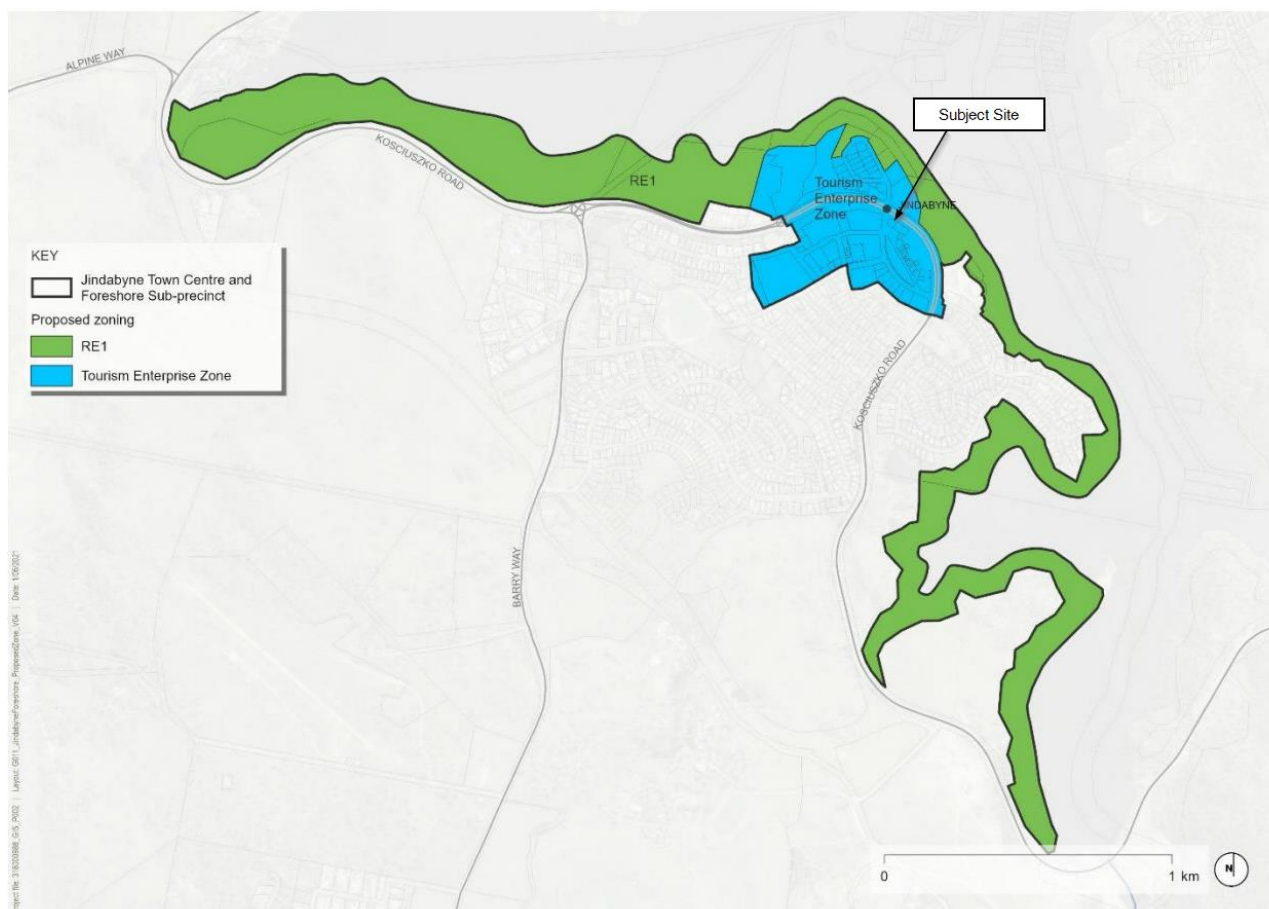 ALPINE WAY
Subject Site
KOSCIUSZKO ROAD
RE1
Tourism
Enterprise
Zone
JINDABYNE
KEY
Jindabyne Town Centre and
Foreshore Sub-precinct
Proposed zoning
RE1
Tourism Enterprise Zone
KOSCIUSZKO ROAD
BARRY WAY
0
1 km
N